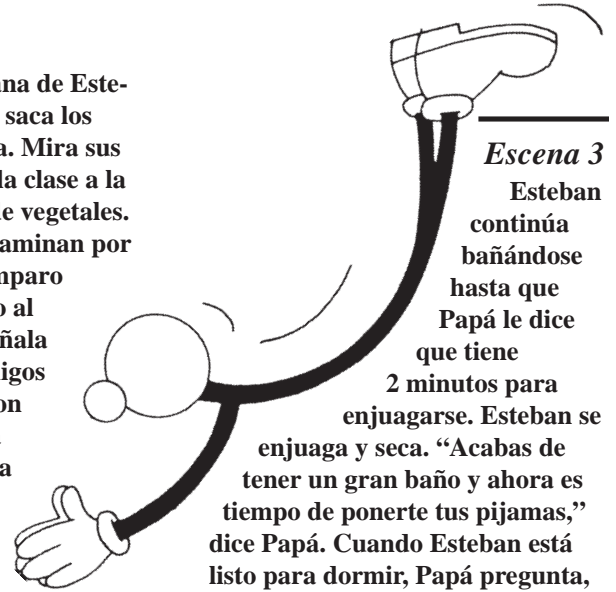 na de Este-
saca los
a. Mira sus
la clase a la
de vegetales.
aminan por
mparo
o al
ñala
igos
on
a
Escena 3
Esteban
continúa
bañándose
hasta que
Papá le dice
que tiene
2 minutos para
enjuagarse. Esteban se
enjuaga y seca. “Acabas de
tener un gran baño y ahora es
tiempo de ponerte tus pijamas,”
dice Papá. Cuando Esteban está
listo para dormir, Papá pregunta,